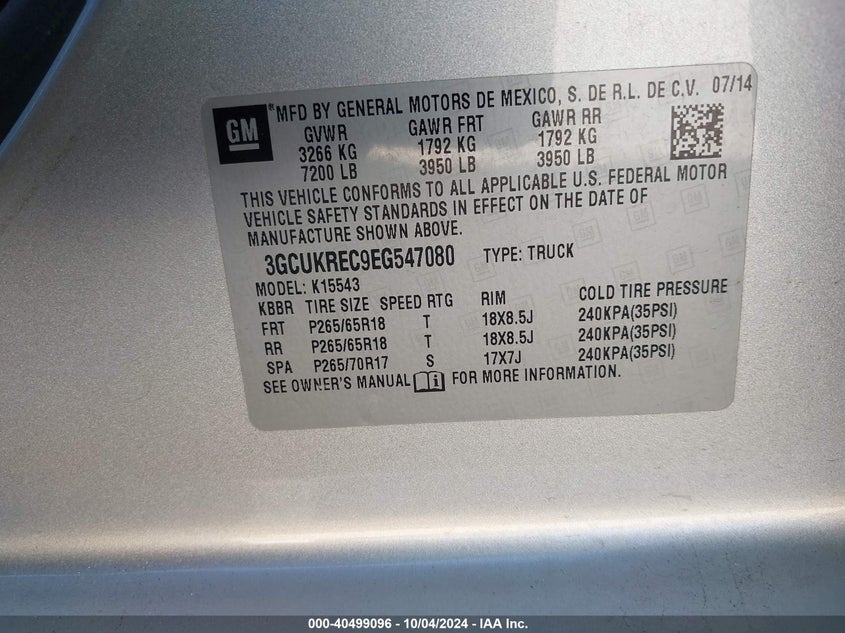 GM ® MFD BY GENERAL MOTORS DE MEXICO, S. DE R.L. DE C.V. 07/14
GVWR GAWR FRT GAWR RR
3266 KG 1792 KG 1792 KG
7200 LB 3950 LB 3950 LB
THIS VEHICLE CONFORMS TO ALL APPLICABLE U.S. FEDERAL MOTOR
VEHICLE SAFETY STANDARDS IN EFFECT ON THE DATE OF
MANUFACTURE SHOWN ABOVE.
3GCUKREC9EG547080 TYPE: TRUCK
MODEL: K15543
KBBR TIRE SIZE SPEED RTG RIM COLD TIRE PRESSURE
FRT P265/65R18 T 18X8.5J 240KPA(35PSI)
RR P265/65R18 T 18X8.5J 240KPA(35PSI)
SPA P265/70R17 S 17X7J 240KPA(35PSI)
SEE OWNER'S MANUAL FOR MORE INFORMATION.
000-40499096 - 10/04/2024 - IAA Inc.